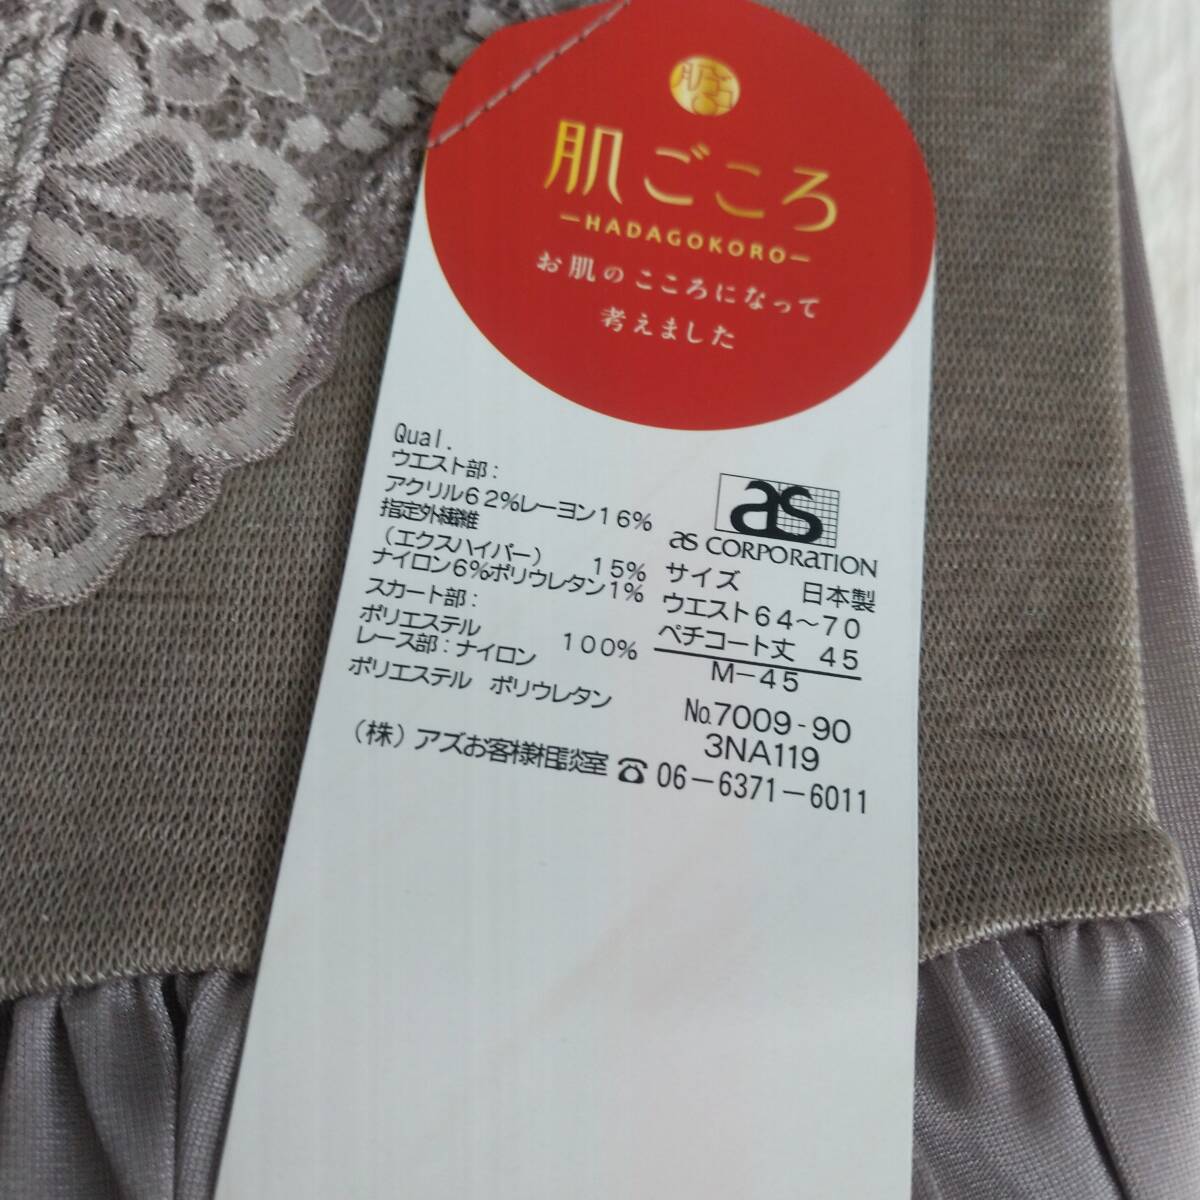 肌ごころ
—HADAGOKORO—
お肌のこころになって
考えました
Qual.
ウエスト部:
アクリル62%レーヨン16%
指定外繊維
(エクスハイパー) 15%
ナイロン6%ポリウレタン1%
スカート部:
ポリエステル 100%
レース部:ナイロン
ポリエステル ポリウレタン
as
as CORPORATION
サイズ 日本製
ウエスト64〜70
ペチコート丈 45
M-45
No.7009-90
3NA119
(株)アズお客様相談室☎06-6371-6011